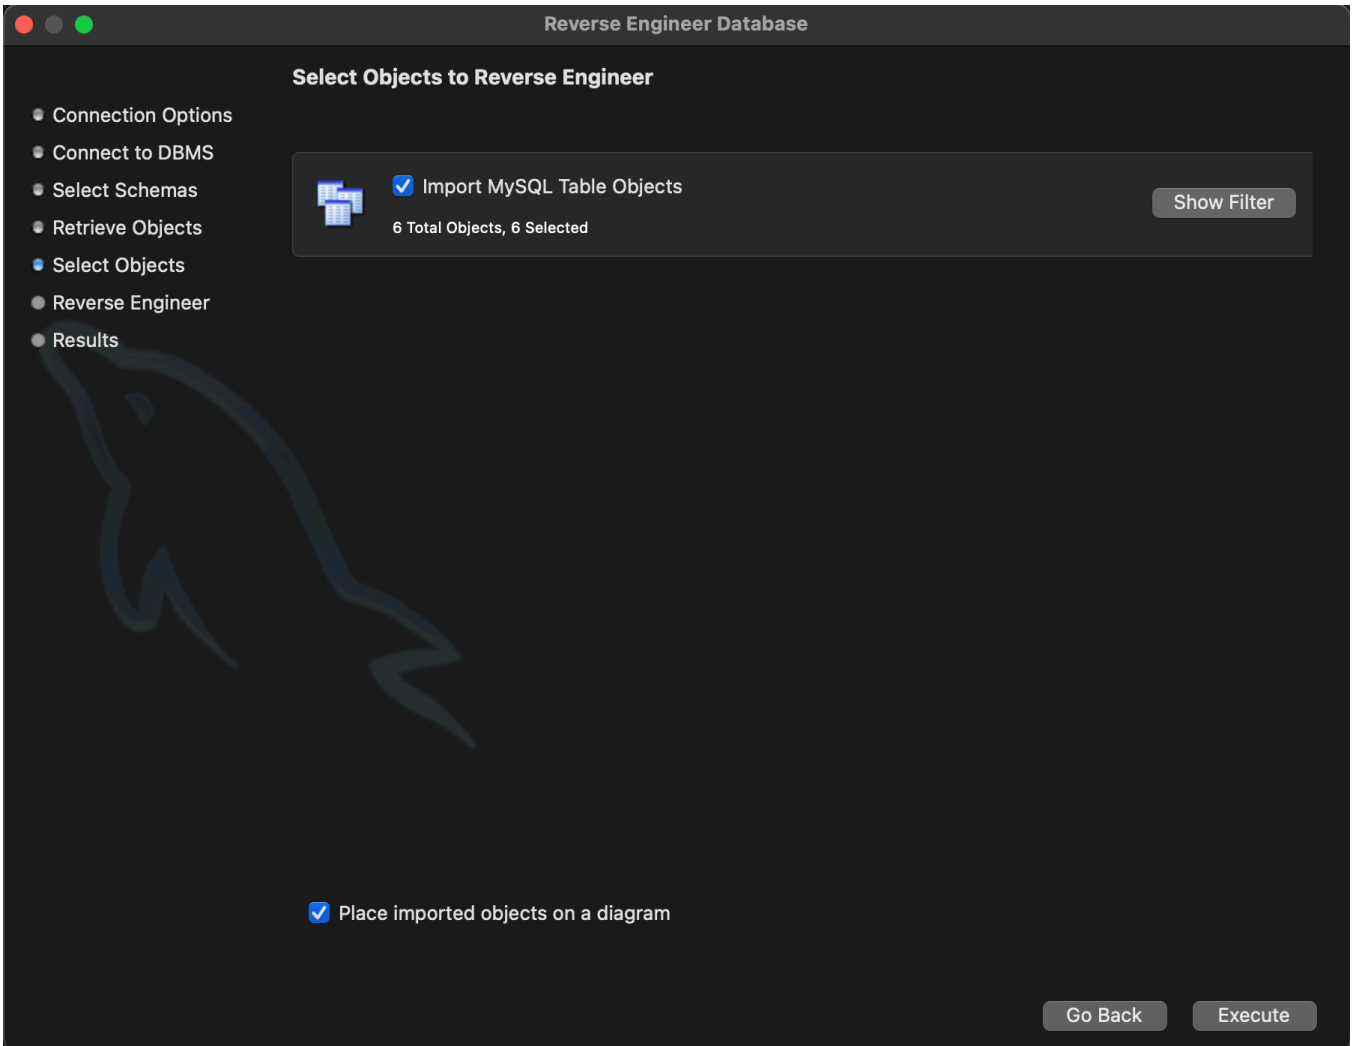 Reverse Engineer Database
Select Objects to Reverse Engineer
Connection Options
Connect to DBMS
Select Schemas
Retrieve Objects
Select Objects
Reverse Engineer
Results
Import MySQL Table Objects
6 Total Objects, 6 Selected
Show Filter
Place imported objects on a diagram
Go Back
Execute